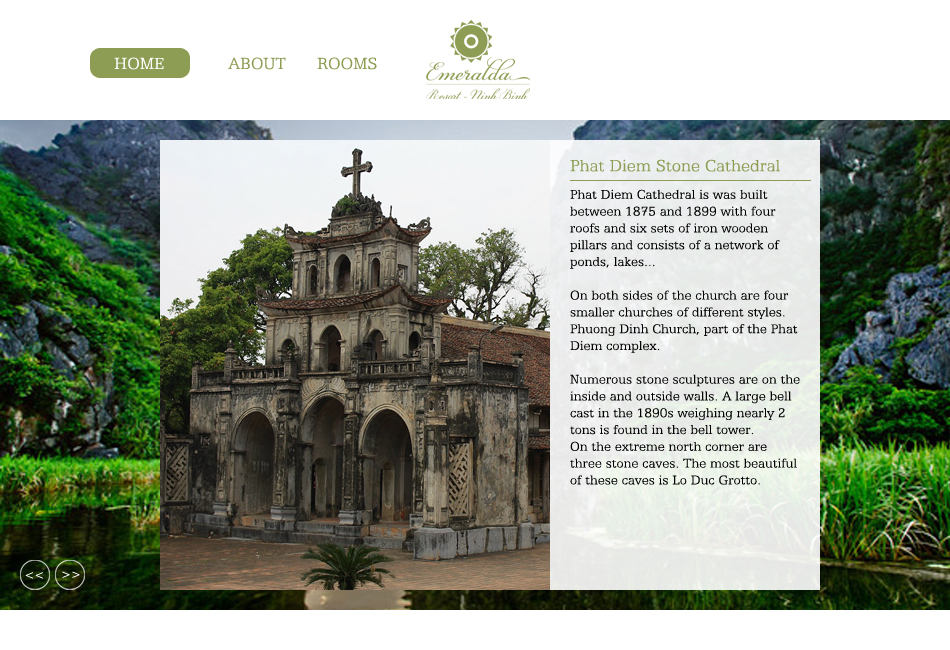 HOME
ABOUT
ROOMS
Emeralda
Resort - Ninh Binh
Phat Diem Stone Cathedral
Phat Diem Cathedral is was built
between 1875 and 1899 with four
roofs and six sets of iron wooden
pillars and consists of a network of
ponds, lakes...
On both sides of the church are four
smaller churches of different styles.
Phuong Dinh Church, part of the Phat
Diem complex.
Numerous stone sculptures are on the
inside and outside walls. A large bell
cast in the 1890s weighing nearly 2
tons is found in the bell tower.
On the extreme north corner are
three stone caves. The most beautiful
of these caves is Lo Duc Grotto.
<< >>